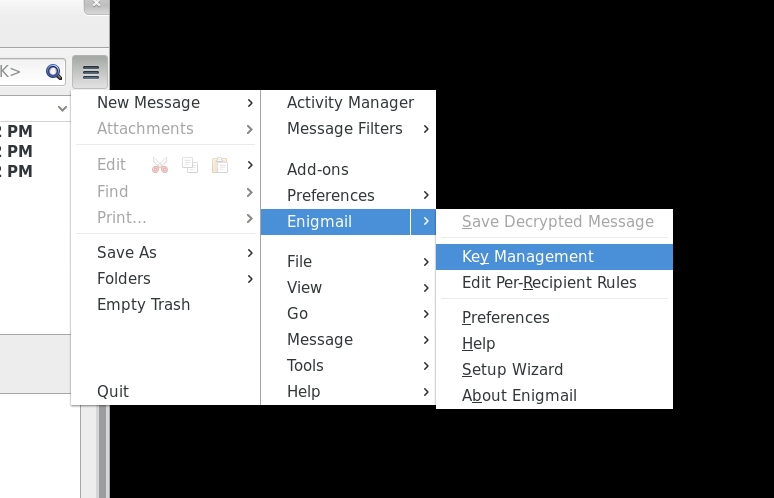 K>
2 PM
2 PM
2 PM
New Message
Attachments
Edit
Find
Print...
Save As
Folders
Empty Trash
Quit
Activity Manager
Message Filters
Add-ons
Preferences
Enigmail
File
View
Go
Message
Tools
Help
Save Decrypted Message
Key Management
Edit Per-Recipient Rules
Preferences
Help
Setup Wizard
About Enigmail